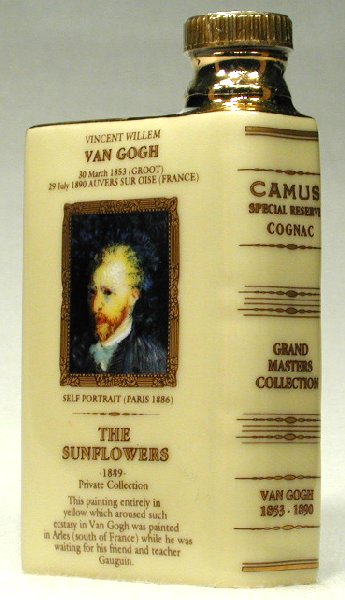 VINCENT WILLEM
VAN GOGH
30 March 1853 (GROOT)
29 July 1890 AUVERS SUR OISE (FRANCE)
SELF PORTRAIT (PARIS 1886)
THE
SUNFLOWERS
-1889-
Private Collection
This painting entirely in
yellow which aroused such
ecstasy in Van Gogh was painted
in Arles (south of France) while he was
waiting for his friend and teacher
Gauguin.
CAMUS
SPECIAL RESERVE
COGNAC
GRAND
MASTERS
COLLECTION
VAN GOGH
1853 - 1890